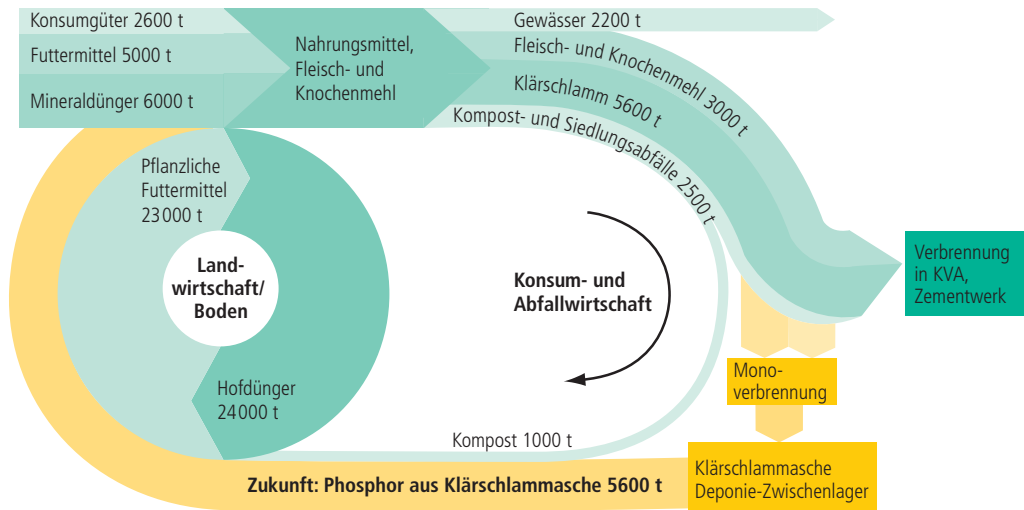 Konsumgüter 2600 t
Futtermittel 5000 t
Mineraldünger 6000 t
Nahrungsmittel,
Fleisch- und
Knochenmehl
Gewässer 2200 t
Fleisch- und Knochenmehl 3000 t
Klärschlamm 5600 t
Kompost- und Siedlungsabfälle 2500 t
Pflanzliche
Futtermittel
23000 t
Land-
wirtschaft/
Boden
Hofdünger
24000 t
Konsum- und
Abfallwirtschaft
Verbrennung
in KVA,
Zementwerk
Mono-
verbrennung
Kompost 1000 t
Klärschlammasche
Deponie-Zwischenlager
Zukunft: Phosphor aus Klärschlammasche 5600 t